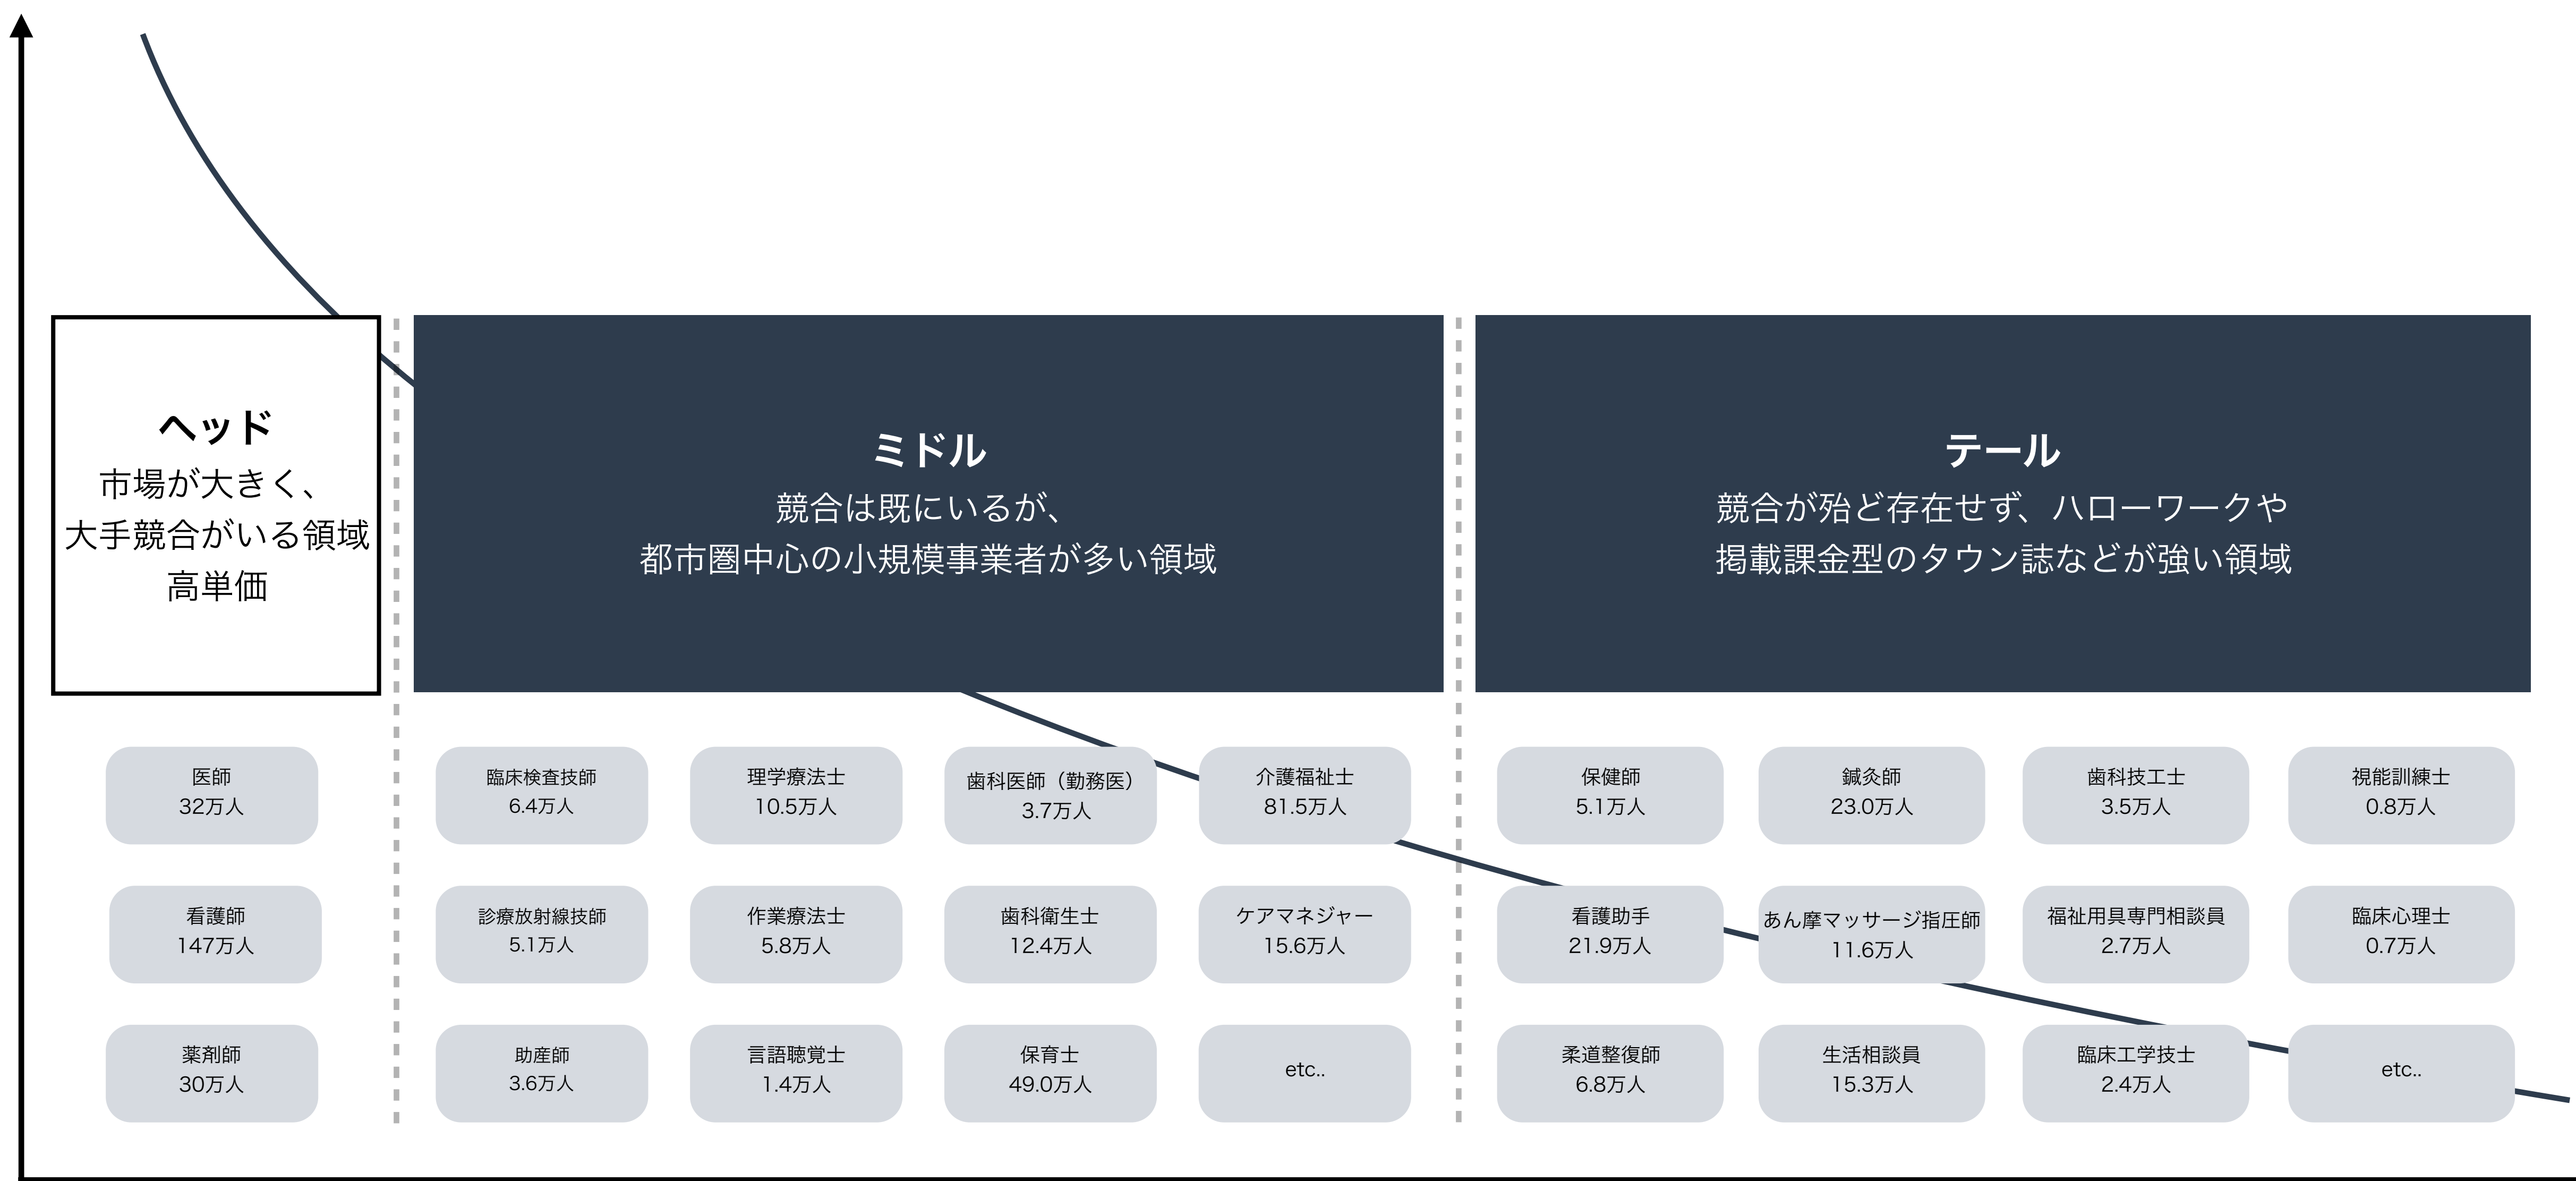 ヘッド
市場が大きく、
大手競合がいる領域
高単価
ミドル
競合は既にいるが、
都市圏中心の小規模事業者が多い領域
テール
競合が殆ど存在せず、ハローワークや
掲載課金型のタウン誌などが強い領域
医師
32万人
看護師
147万人
薬剤師
30万人
臨床検査技師
6.4万人
理学療法士
10.5万人
歯科医師（勤務医）
3.7万人
介護福祉士
81.5万人
診療放射線技師
5.1万人
作業療法士
5.8万人
歯科衛生士
12.4万人
ケアマネジャー
15.6万人
助産師
3.6万人
言語聴覚士
1.4万人
保育士
49.0万人
etc..
保健師
5.1万人
鍼灸師
23.0万人
歯科技工士
3.5万人
視能訓練士
0.8万人
看護助手
21.9万人
あん摩マッサージ指圧師
11.6万人
福祉用具専門相談員
2.7万人
臨床心理士
0.7万人
柔道整復師
6.8万人
生活相談員
15.3万人
臨床工学技士
2.4万人
etc..